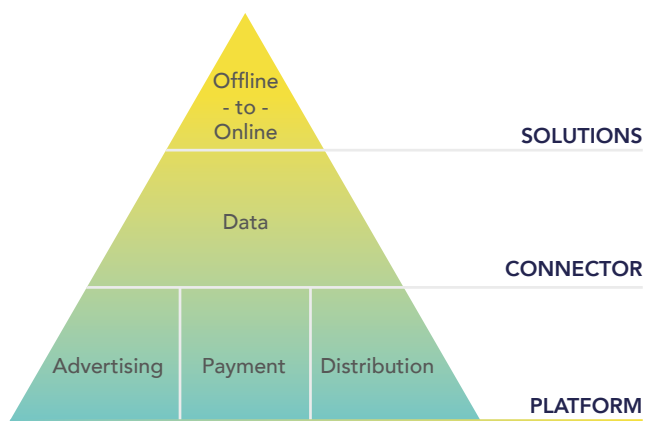 Offline
- to -
Online
SOLUTIONS
Data
CONNECTOR
Advertising Payment Distribution
PLATFORM